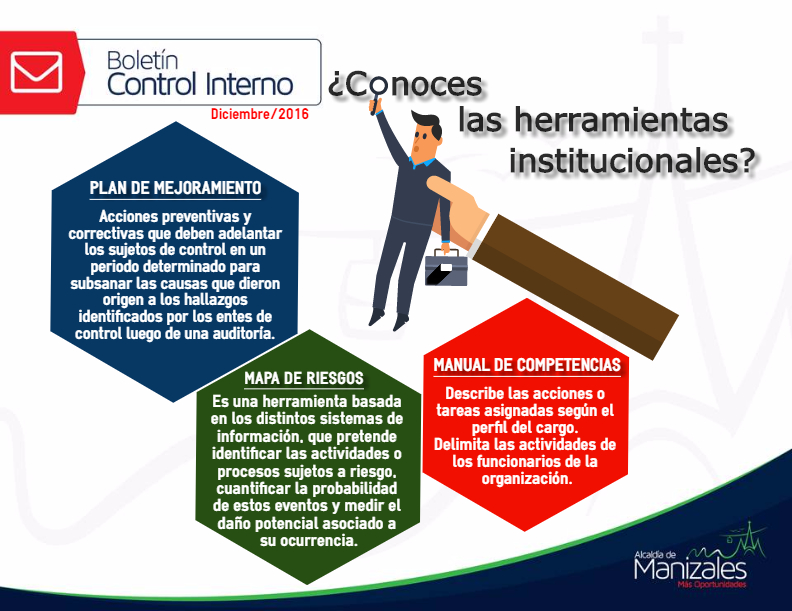 Boletín
Control Interno
Diciembre/2016
¿Conoces
las herramientas
institucionales?
PLAN DE MEJORAMIENTO
Acciones preventivas y
correctivas que deben adelantar
los sujetos de control en un
periodo determinado para
subsanar las causas que dieron
origen a los hallazgos
identificados por los entes de
control luego de una auditoría.
MAPA DE RIESGOS
Es una herramienta basada
en los distintos sistemas de
información, que pretende
identificar las actividades o
procesos sujetos a riesgo,
cuantificar la probabilidad
de estos eventos y medir el
daño potencial asociado a
su ocurrencia.
MANUAL DE COMPETENCIAS
Describe las acciones o
tareas asignadas según el
perfil del cargo.
Delimita las actividades de
los funcionarios de la
organización.
Alcaldía de
Manizales
Más Oportunidades